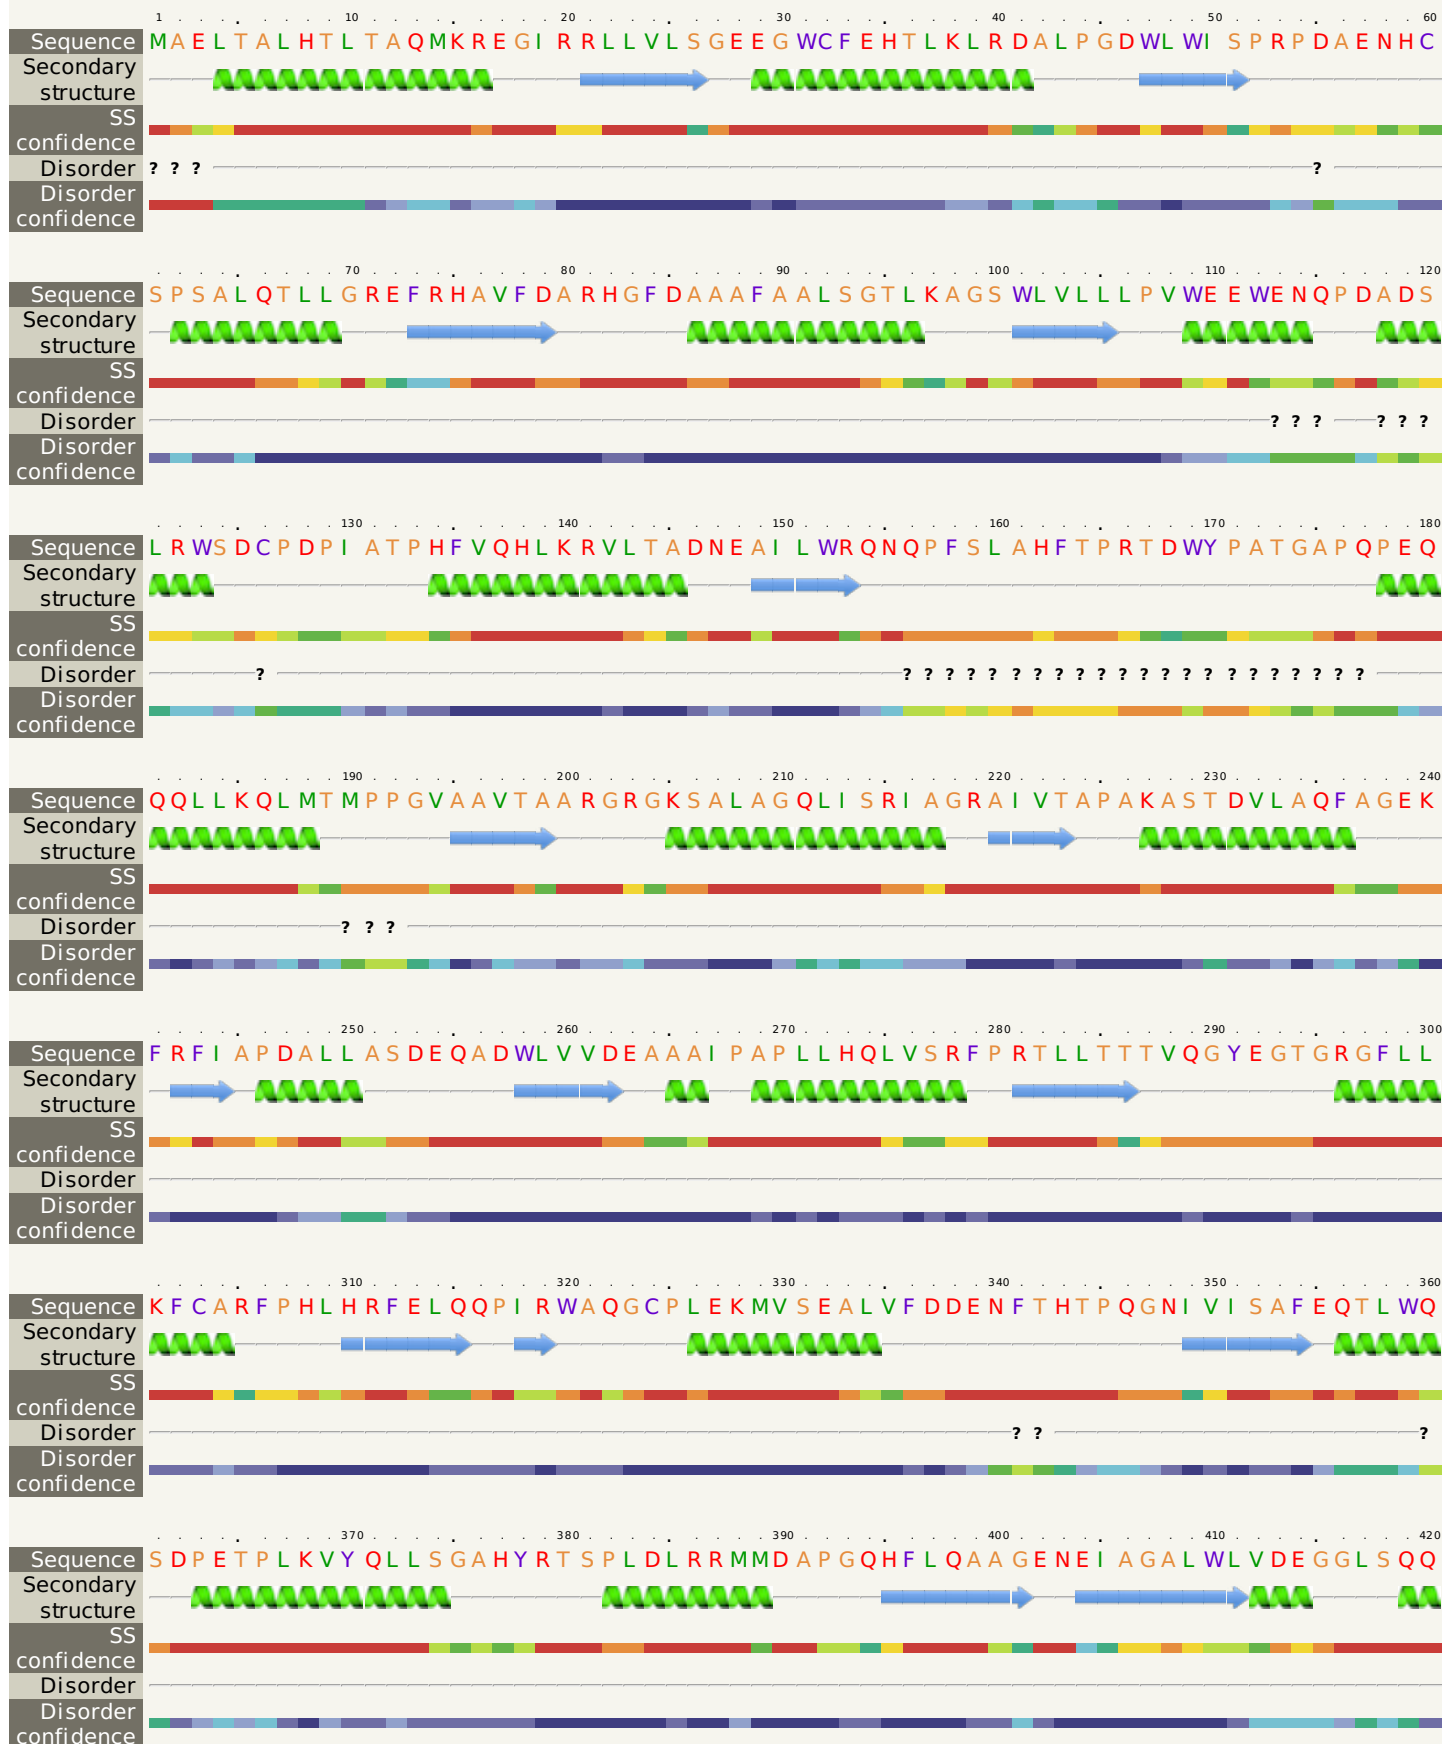 1 . . . . 10 . . . . 20 . . . . 30 . . . . 40 . . . . 50 . . . . 60
Sequence MAELTALHTLTAQMKREGIRRLLVLSGEEGWCFEHTLKLRDALPGDWLWISPRPDAENHC
Secondary
structure
SS
confidence
Disorder ? ? ? ?
Disorder
confidence
70 80 90 100 110 120
Sequence SPSALQTLLGREFRHAVFDARHGFDAAAFAALSGTLKAGSWLVLLLPVWEEWENQPDADS
Secondary
structure
SS
confidence
Disorder ? ? ? ? ? ?
Disorder
confidence
130 140 150 160 170 180
Sequence LRWSDCPDPIATPHFVQHLKRVLTADNEAILWRQNQPFSLAHFTPRTDWYPATGAPQPEQ
Secondary
structure
SS
confidence
Disorder ? ? ? ? ? ? ? ? ? ? ? ? ? ? ? ? ? ? ? ? ? ? ?
Disorder
confidence
190 200 210 220 230 240
Sequence QQLLKQLMTMPPGVAAVTAARGRGKSALAGQLISRIAGRAIVTAPAKASTDVLAQFAGEK
Secondary
structure
SS
confidence
Disorder ? ? ?
Disorder
confidence
250 260 270 280 290 300
Sequence FRFIAPDALLASDEQADWLVVDEAAAIPAPLLHQLVSRFPRTLLTTTVQGYEGTGRGFLL
Secondary
structure
SS
confidence
Disorder
Disorder
confidence
310 320 330 340 350 360
Sequence KFCARFPHLHRFELQQPIRWAQGCPLEKMVSEALVFDDENFTHTPQGNIVISAFEQTLWQ
Secondary
structure
SS
confidence
Disorder ? ? ?
Disorder
confidence
370 380 390 400 410 420
Sequence SDPETPLKVYQLLSGAHYRTSPLDLRRMMDAPGQHFLQAAGENEIAGALWLVDEGGLSQQ
Secondary
structure
SS
confidence
Disorder
Disorder
confidence